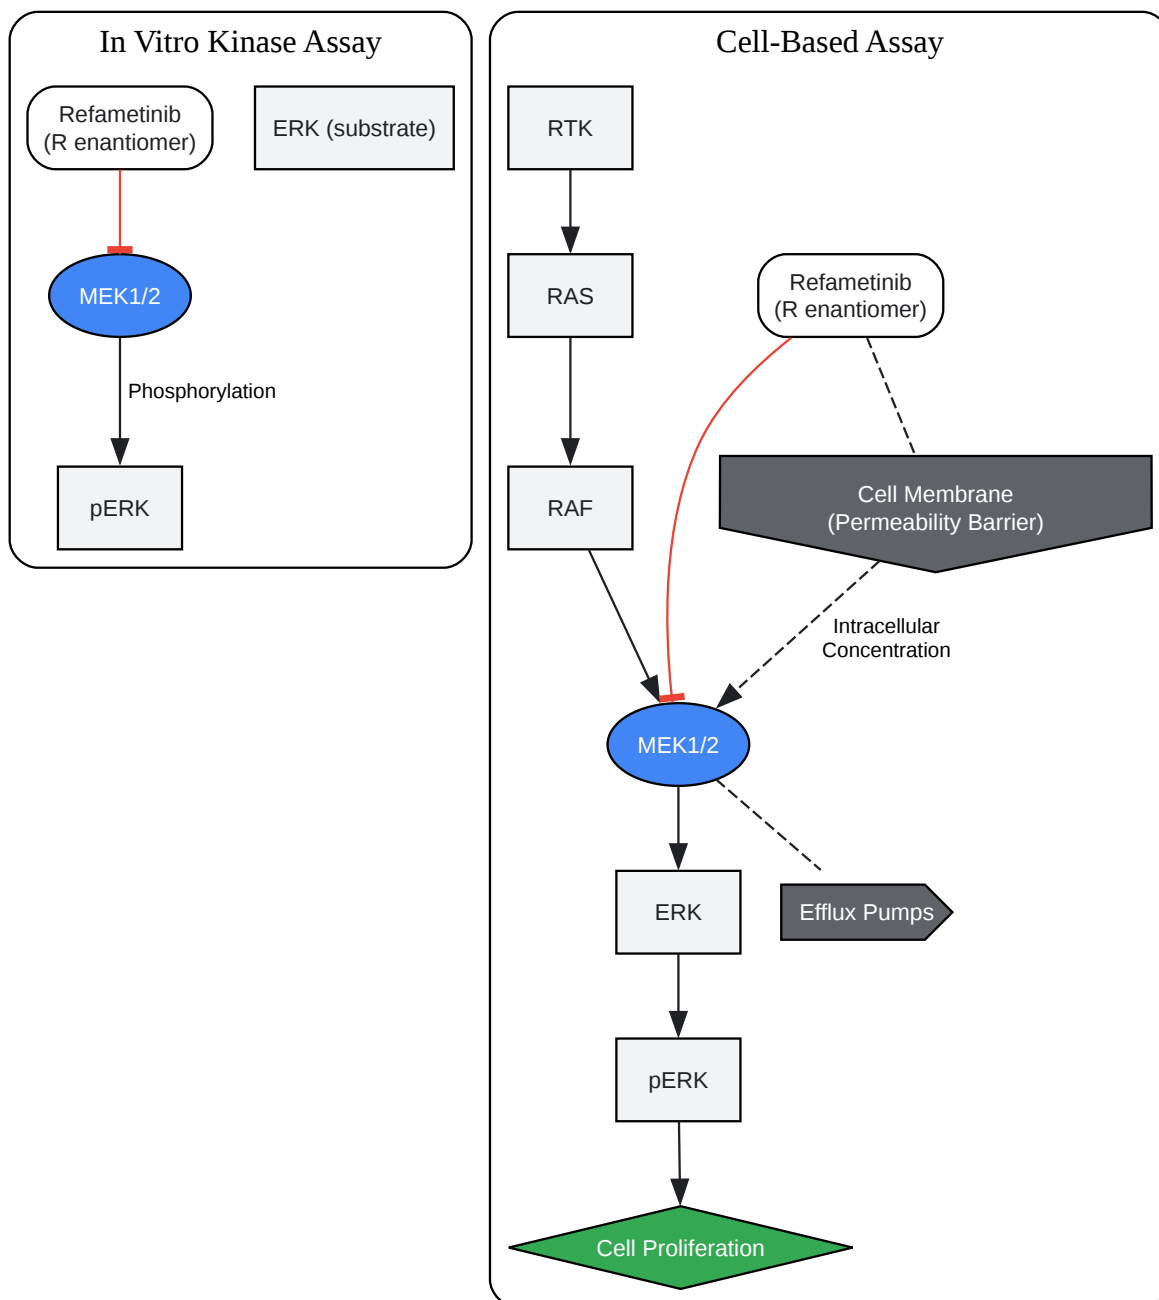 In Vitro Kinase Assay
Refametinib
(R enantiomer)
ERK (substrate)
MEK1/2
Phosphorylation
pERK
Cell-Based Assay
RTK
RAS
Refametinib
(R enantiomer)
RAF
Cell Membrane
(Permeability Barrier)
Intracellular
Concentration
MEK1/2
ERK
Efflux Pumps
pERK
Cell Proliferation